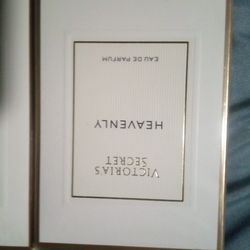 VICTORIA'S
SECRET
HEAVENLY
EAU DE PARFUM